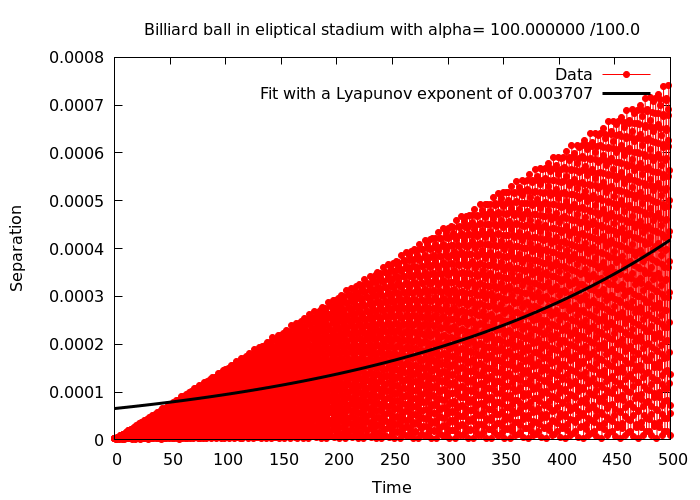 Billiard ball in eliptical stadium with alpha= 100.000000 /100.0
0.0008
0.0007
0.0006
0.0005
0.0004
0.0003
0.0002
0.0001
0
Separation
Data
Fit with a Lyapunov exponent of 0.003707
0 50 100 150 200 250 300 350 400 450 500
Time